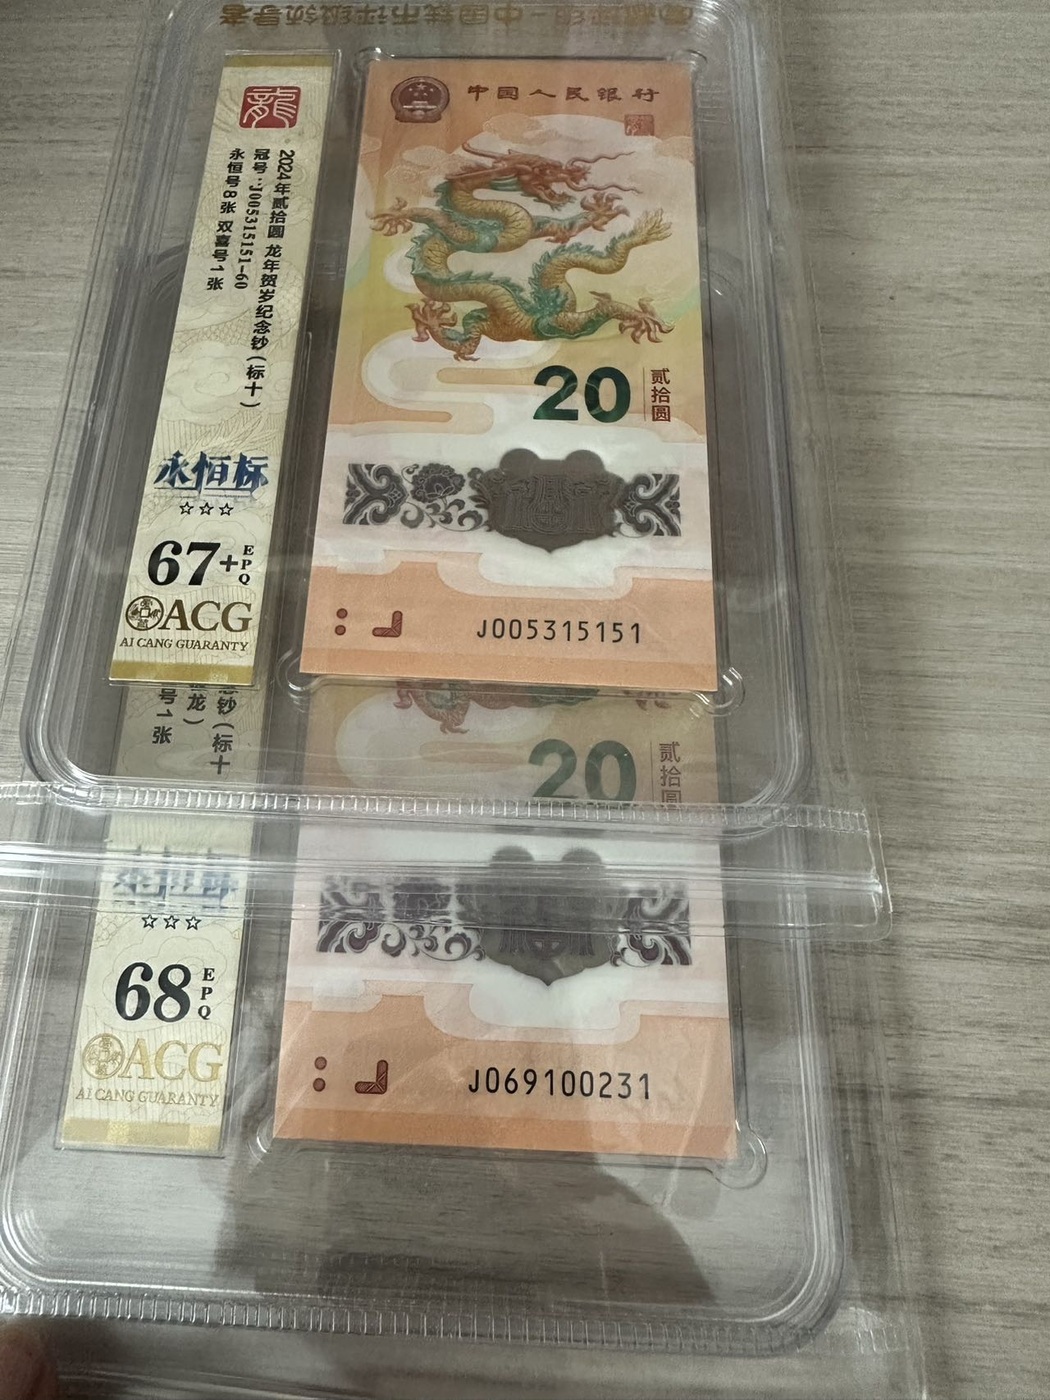 中国人民银行
龍
2024年贰拾圆 龙年贺岁纪念钞(标十)
冠号:J005315151-60
永恒号8张 双喜号1张
永恒标
☆☆☆
67+
EPQ
ACG
AI CANG GUARANTY
20
贰拾圆
J005315151
念钞(标十
龙)
号1张
20
贰拾圆
☆☆☆
68
EPQ
ACG
AI CANG GUARANTY
J069100231